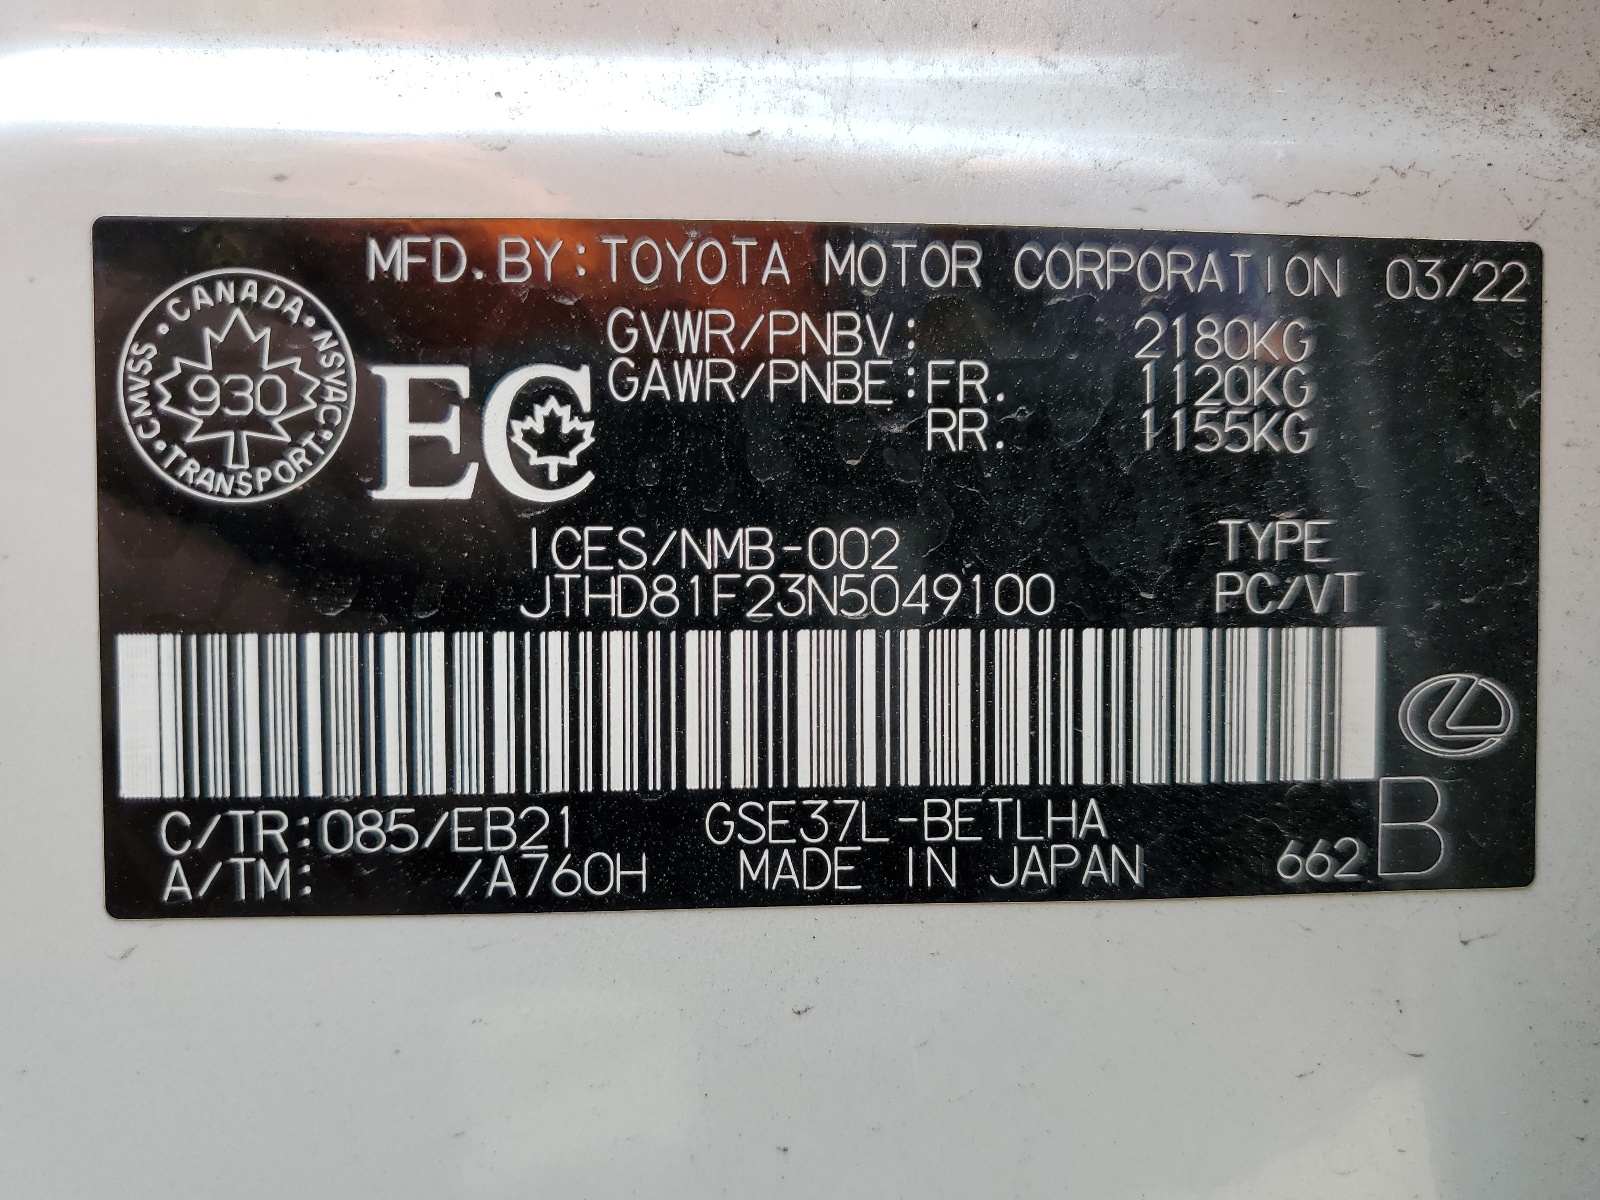 MFD. BY: TOYOTA MOTOR CORPORATION 03/22
CANADA • NSVAC • TRANSPORT • CMVSS •
930
EC
GVWR/PNBV: 2180KG
GAWR/PNBE: FR. 1120KG
RR. 1155KG
ICES/NMB-002 TYPE
JTHD81F23N5049100 PC/VT
C/TR: 085/EB21 GSE37L-BETLHA
A/TM: /A760H MADE IN JAPAN 662 B